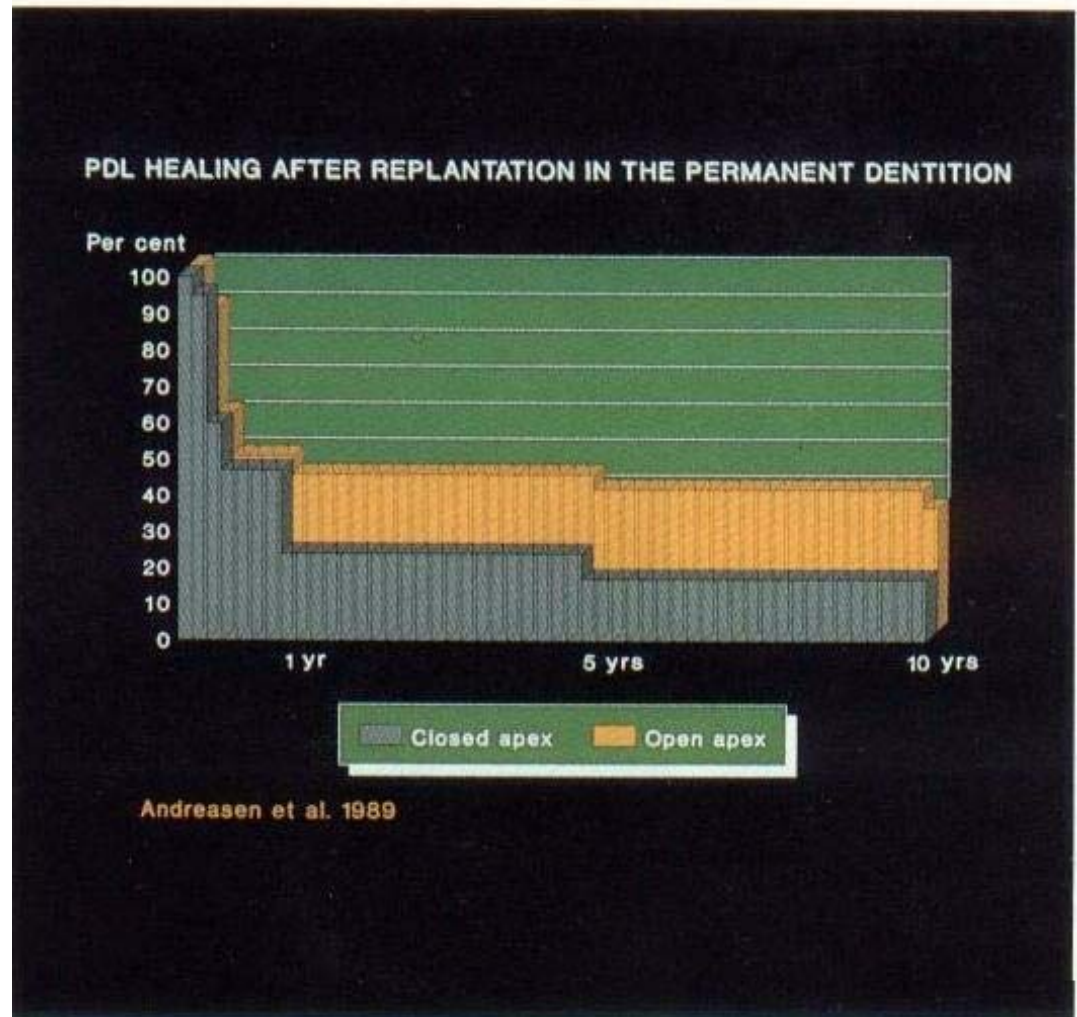 PDL HEALING AFTER REPLANTATION IN THE PERMANENT DENTITION
Per cent
100
90
80
70
60
50
40
30
20
10
0
1 yr
5 yrs
10 yrs
Closed apex
Open apex
Andreasen et al. 1989